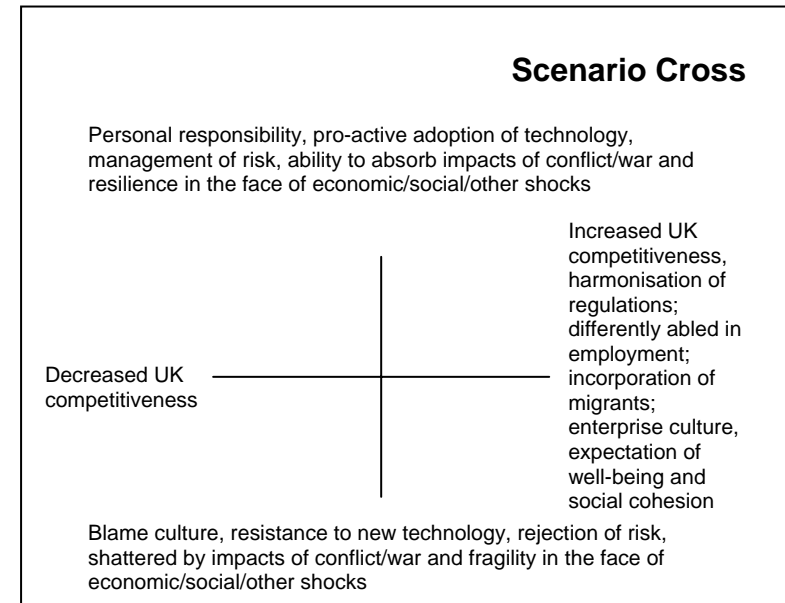 Scenario Cross
Personal responsibility, pro-active adoption of technology,
management of risk, ability to absorb impacts of conflict/war and
resilience in the face of economic/social/other shocks
Increased UK
competitiveness,
harmonisation of
regulations;
differently abled in
employment;
incorporation of
migrants;
enterprise culture,
expectation of
well-being and
social cohesion
Decreased UK
competitiveness
Blame culture, resistance to new technology, rejection of risk,
shattered by impacts of conflict/war and fragility in the face of
economic/social/other shocks